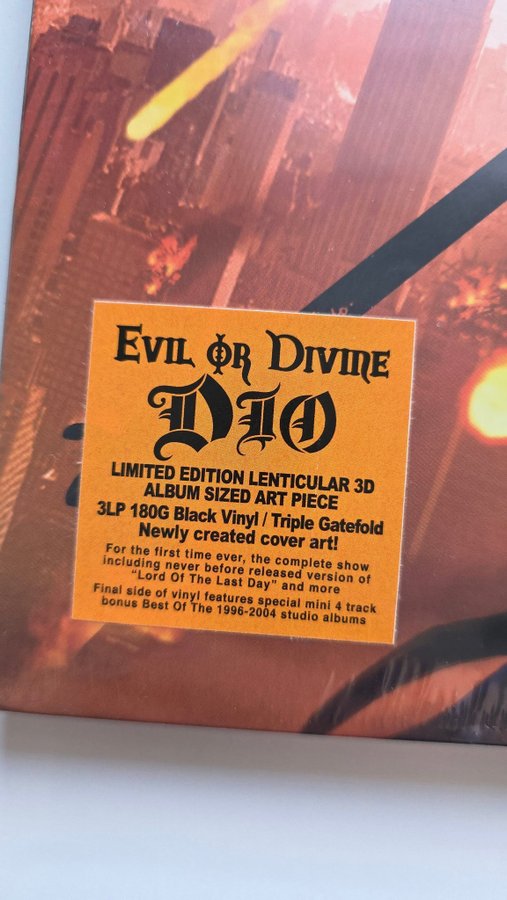 EVIL OR DIVINE
DIO
LIMITED EDITION LENTICULAR 3D
ALBUM SIZED ART PIECE
3LP 180G Black Vinyl / Triple Gatefold
Newly created cover art!
For the first time ever, the complete show
including never before released version of
"Lord Of The Last Day" and more
Final side of vinyl features special mini 4 track
bonus Best Of The 1996-2004 studio albums